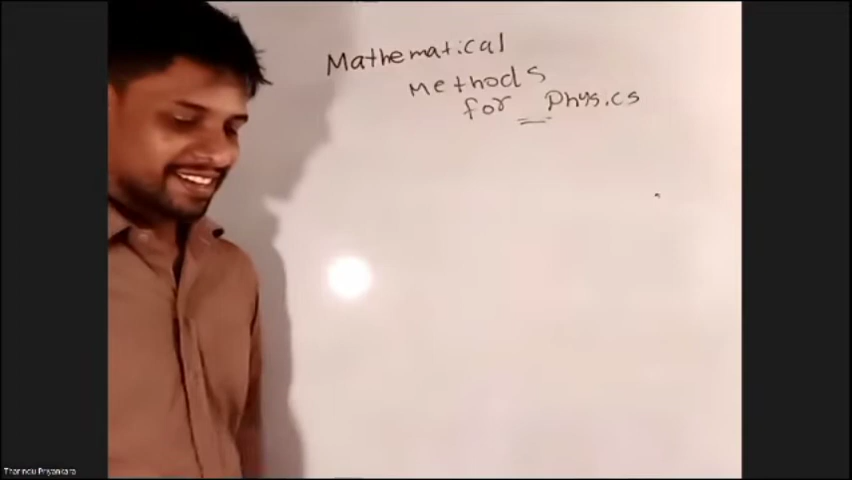 Mathematical
Methods
for Physics
Tharindu Priyankara